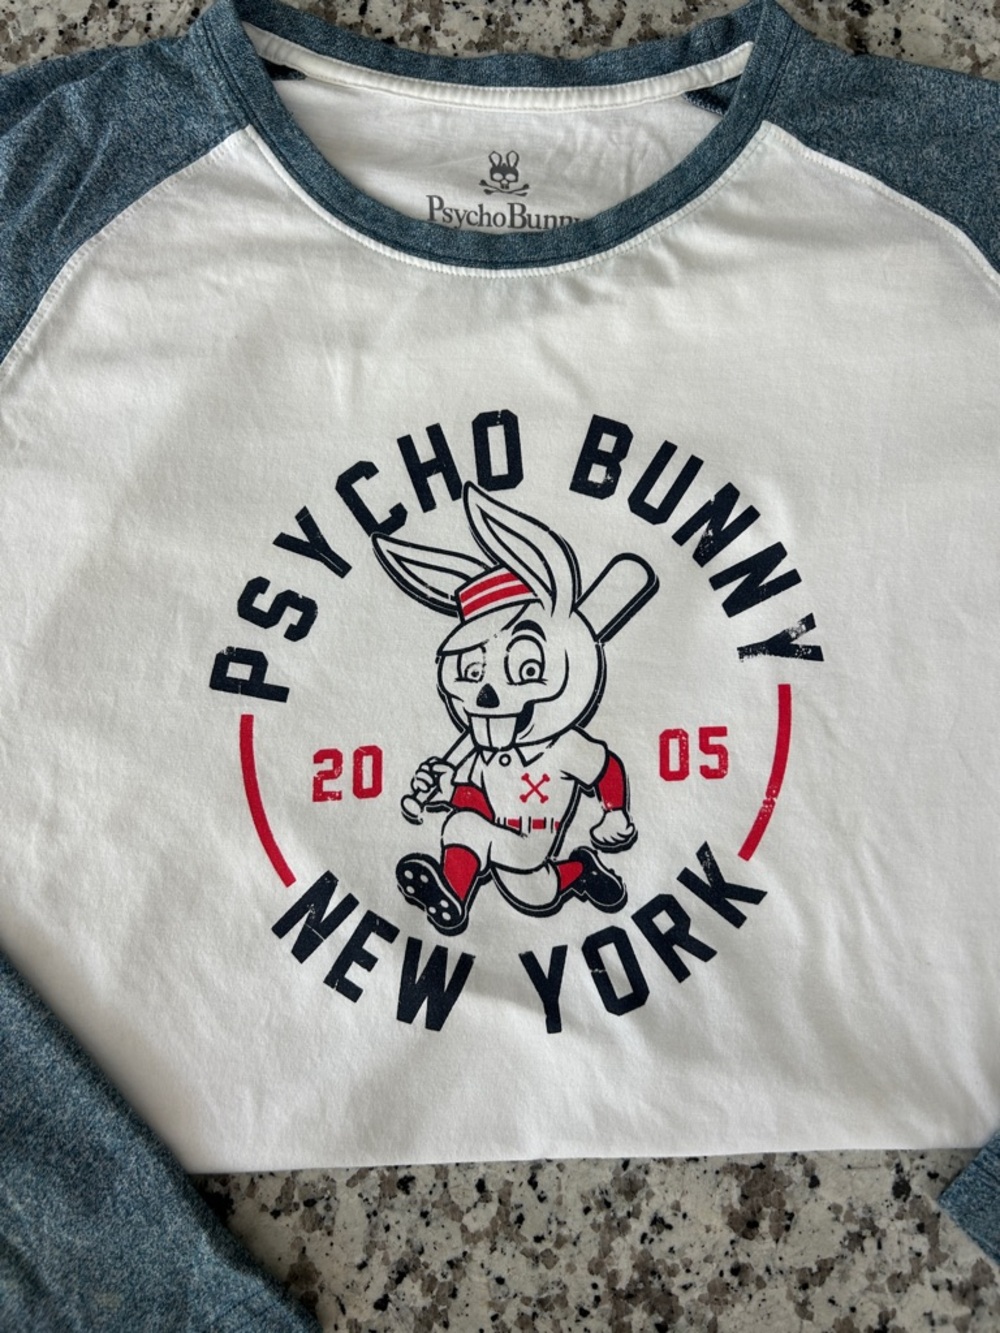 PsychoBunny
PSYCHO BUNNY
20 05
NEW YORK